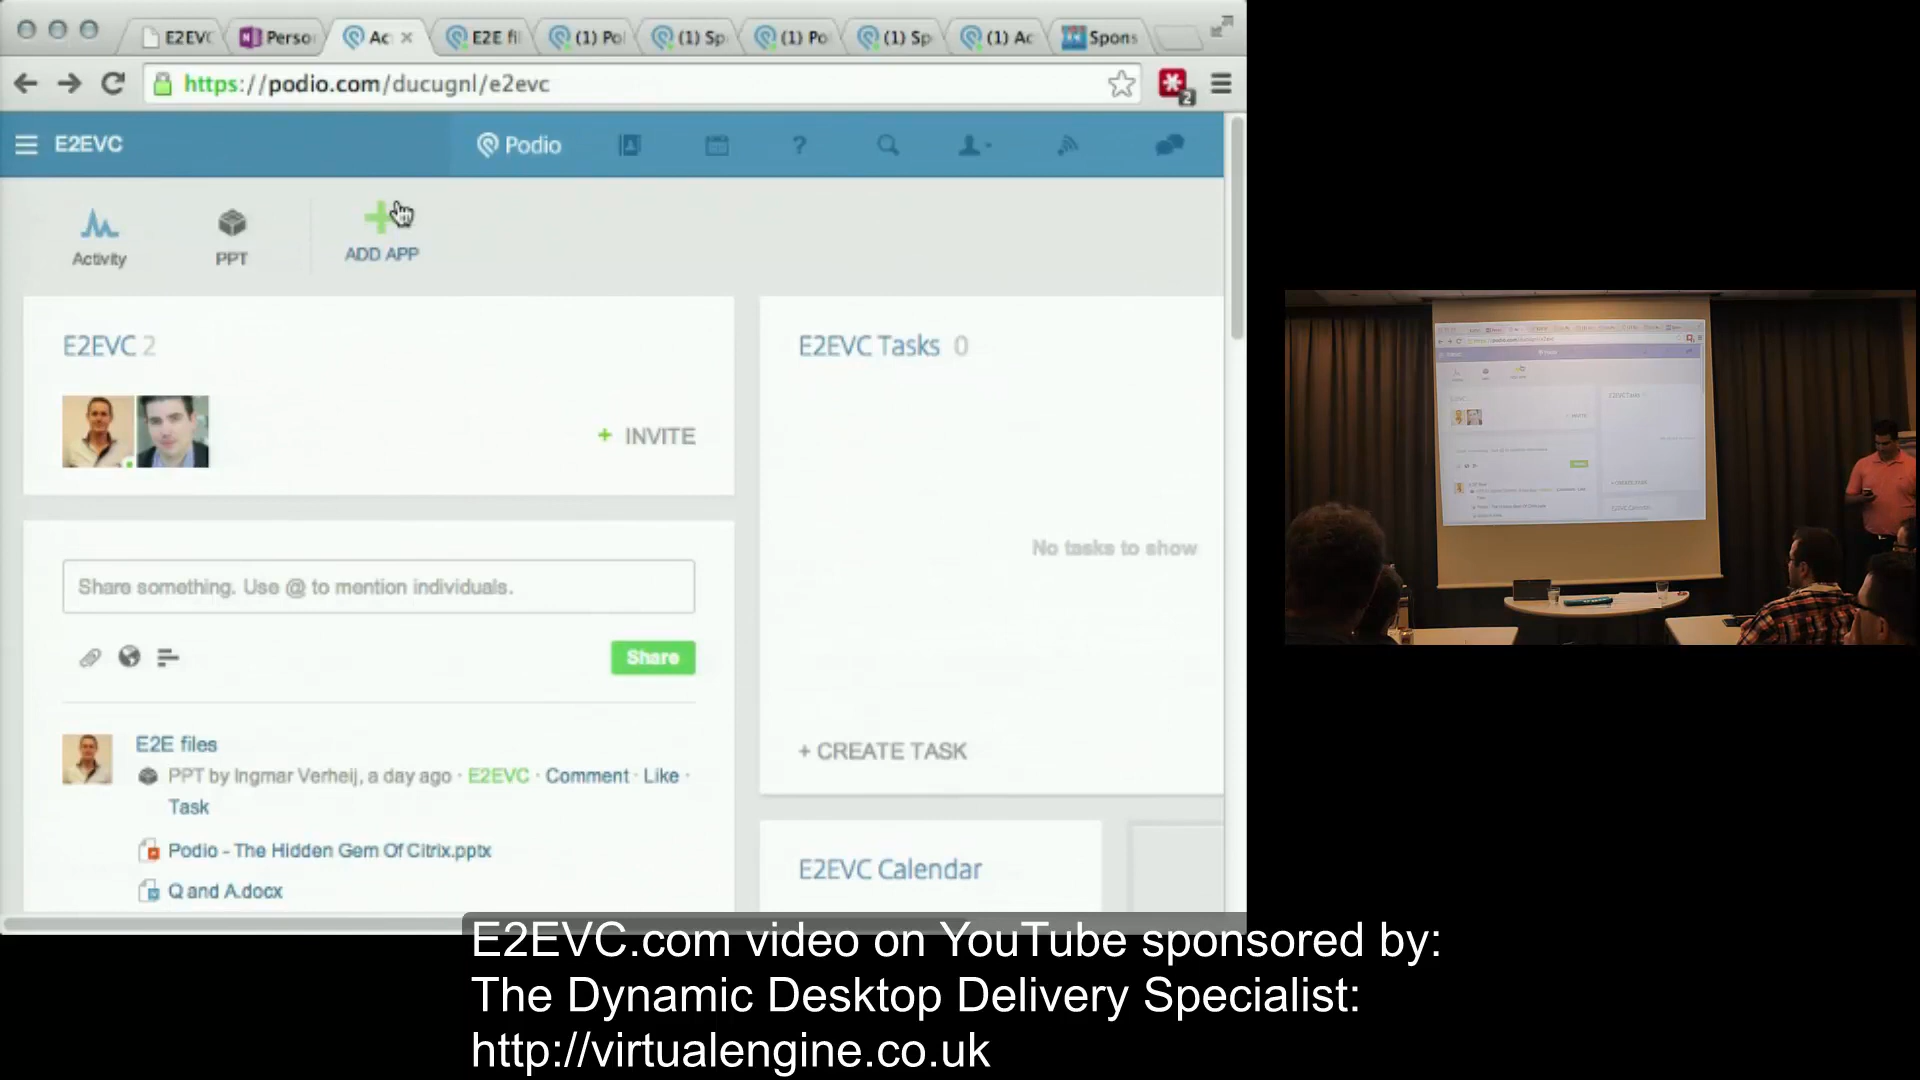 E2EVC
Perso
Ac
E2E fi
(1) Pol
(1) Sp
(1) Po
(1) Sp
(1) Ac
Spons
https://podio.com/ducugnl/e2evc
2
E2EVC
Podio
?
Activity
PPT
ADD APP
E2EVC 2
+ INVITE
E2EVC Tasks 0
No tasks to show
+ CREATE TASK
Share something. Use @ to mention individuals.
Share
E2E files
PPT by Ingmar Verheij, a day ago · E2EVC · Comment · Like ·
Task
Podio - The Hidden Gem Of Citrix.pptx
Q and A.docx
E2EVC Calendar
E2EVC.com video on YouTube sponsored by:
The Dynamic Desktop Delivery Specialist:
http://virtualengine.co.uk